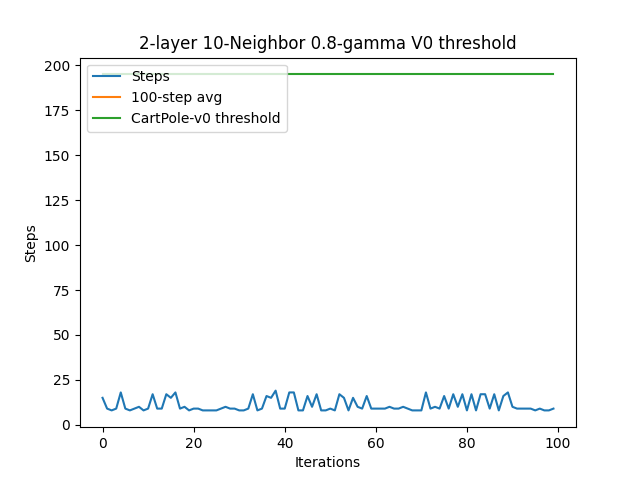 2-layer 10-Neighbor 0.8-gamma V0 threshold
200
175
150
125
100
75
50
25
0
Steps
Steps
100-step avg
CartPole-v0 threshold
0
20
40
60
80
100
Iterations